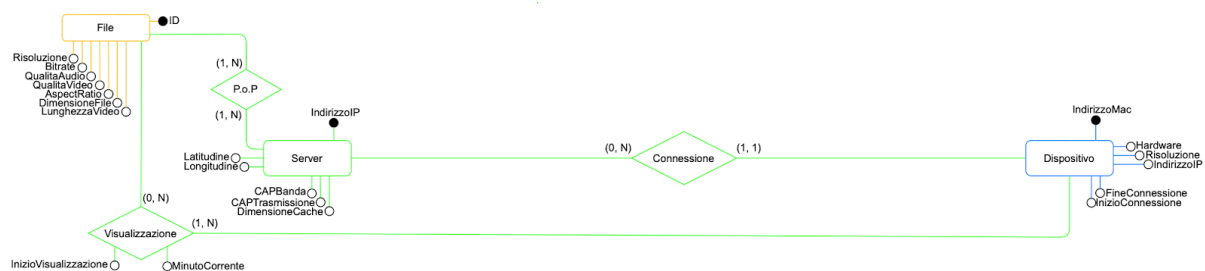 File
ID
Risoluzione
Bitrate
QualitaAudio
QualitaVideo
AspectRatio
DimensioneFile
LunghezzaVideo
(1, N)
P.o.P
(1, N)
IndirizzoIP
Latitudine
Longitudine
Server
CAPBanda
CAPTrasmissione
DimensioneCache
(0, N)
Connessione
(1, 1)
IndirizzoMac
Dispositivo
Hardware
Risoluzione
IndirizzoIP
FineConnessione
InizioConnessione
(0, N)
(1, N)
Visualizzazione
InizioVisualizzazione
MinutoCorrente